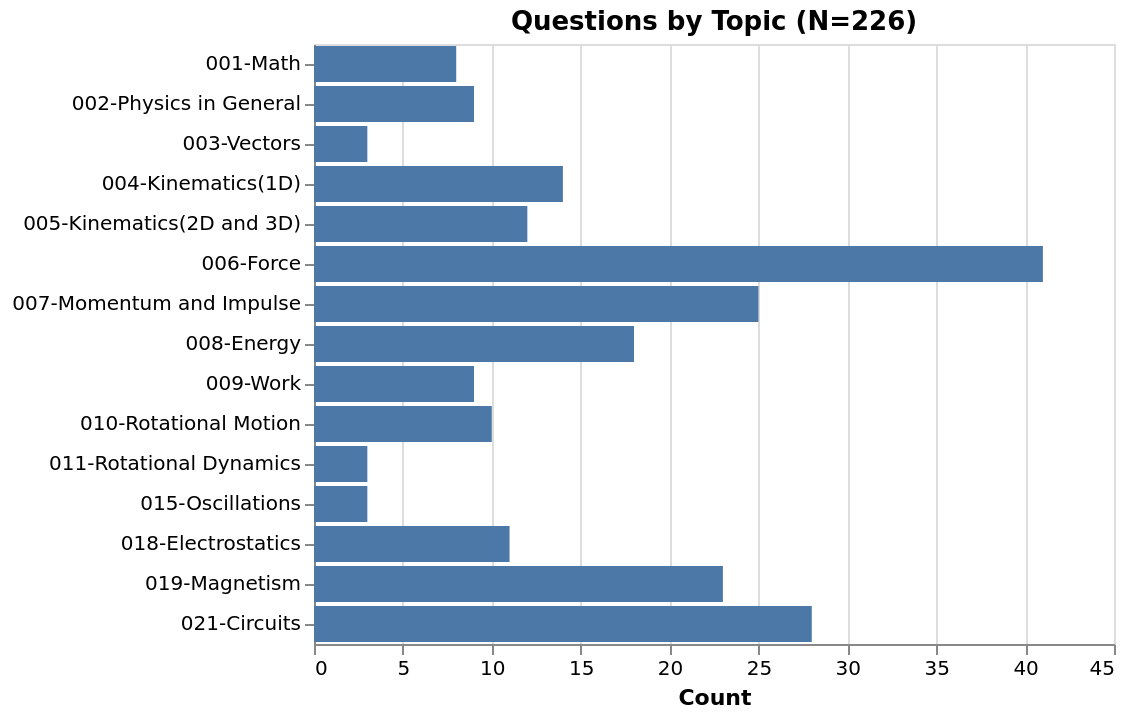 Questions by Topic (N=226)
001-Math
002-Physics in General
003-Vectors
004-Kinematics(1D)
005-Kinematics(2D and 3D)
006-Force
007-Momentum and Impulse
008-Energy
009-Work
010-Rotational Motion
011-Rotational Dynamics
015-Oscillations
018-Electrostatics
019-Magnetism
021-Circuits
0 5 10 15 20 25 30 35 40 45
Count